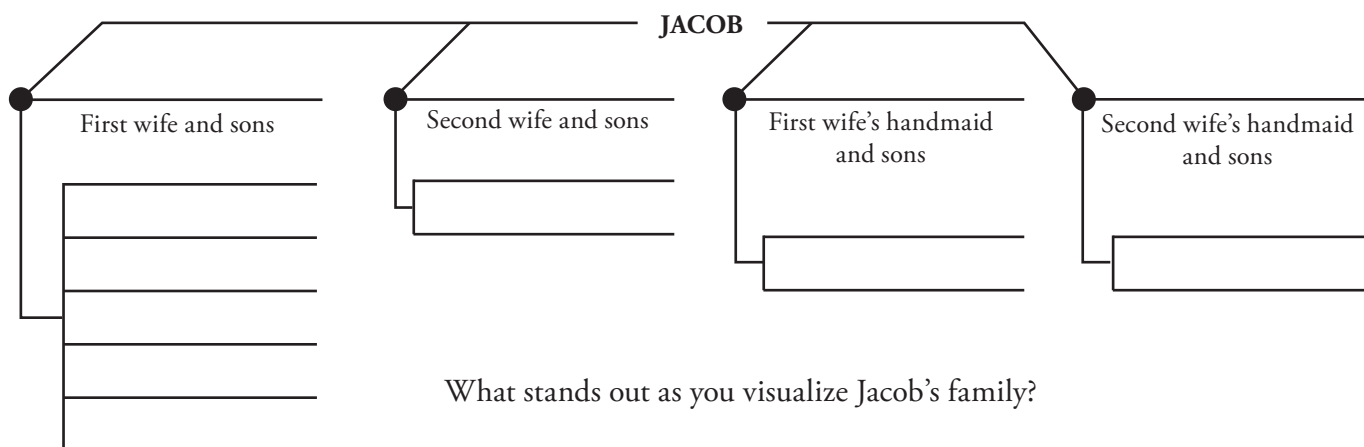 JACOB
First wife and sons
Second wife and sons
First wife’s handmaid
and sons
Second wife’s handmaid
and sons
What stands out as you visualize Jacob’s family?